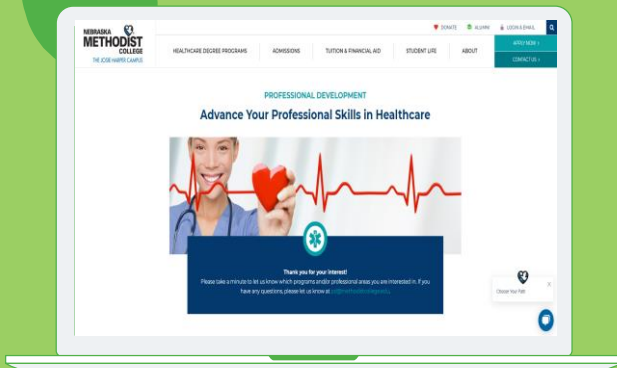 DONATE ALUMNI LOGIN & EMAIL
NEBRASKA
METHODIST
COLLEGE
THE JOSIE HARPER CAMPUS
HEALTHCARE DEGREE PROGRAMS ADMISSIONS TUITION & FINANCIAL AID STUDENT LIFE ABOUT
APPLY NOW >
CONTACT US >
PROFESSIONAL DEVELOPMENT
Advance Your Professional Skills in Healthcare
Thank you for your interest!
Please take a minute to let us know which programs and/or professional areas you are interested in. If you
have any questions, please let us know at
Choose Your Path